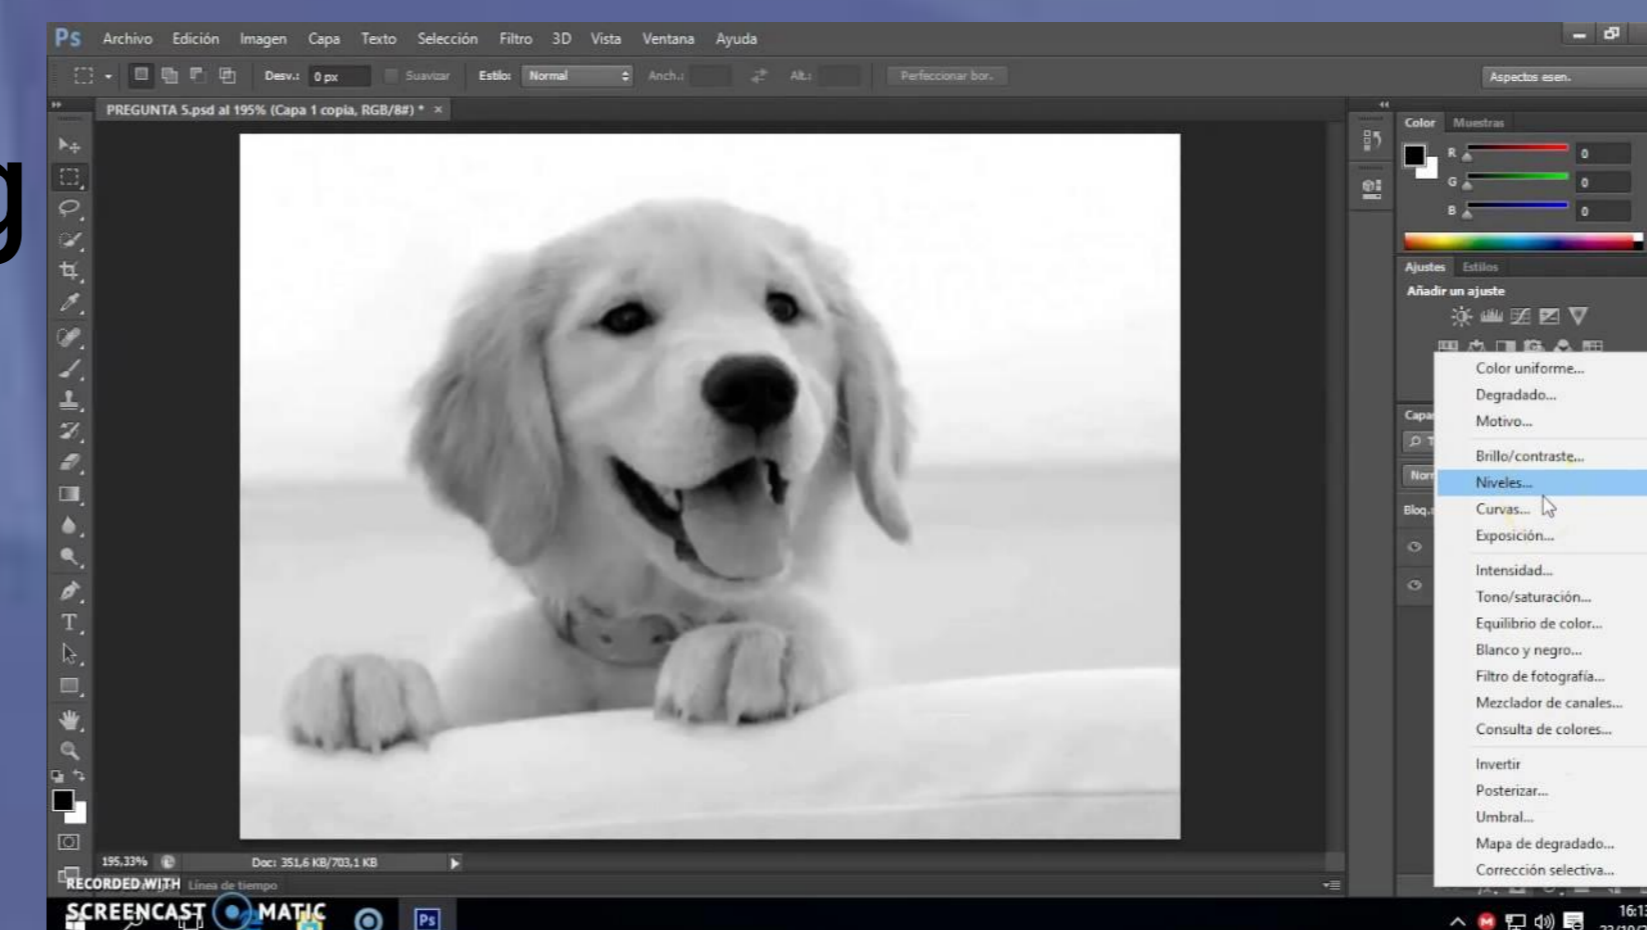 Ps Archivo Edición Imagen Capa Texto Selección Filtro 3D Vista Ventana Ayuda
Desv.: 0 px Suavizar Estilo: Normal Anch.: Alt.: Perfeccionar bor. Aspectos esen.
PREGUNTA 5.psd al 195% (Capa 1 copia, RGB/8#) * ×
g
Color Muestras
R 0
G 0
B 0
Ajustes Estilos
Añadir un ajuste
Color uniforme...
Degradado...
Capa
Motivo...
Brillo/contraste...
Nor
Niveles...
Curvas...
Bloq.
Exposición...
Intensidad...
Tono/saturación...
Equilibrio de color...
Blanco y negro...
Filtro de fotografía...
Mezclador de canales...
Consulta de colores...
Invertir
Posterizar...
Umbral...
Mapa de degradado...
Corrección selectiva...
195,33% Doc: 351,6 KB/703,1 KB
RECORDED WITH Línea de tiempo
SCREENCAST MATIC Ps
16:13